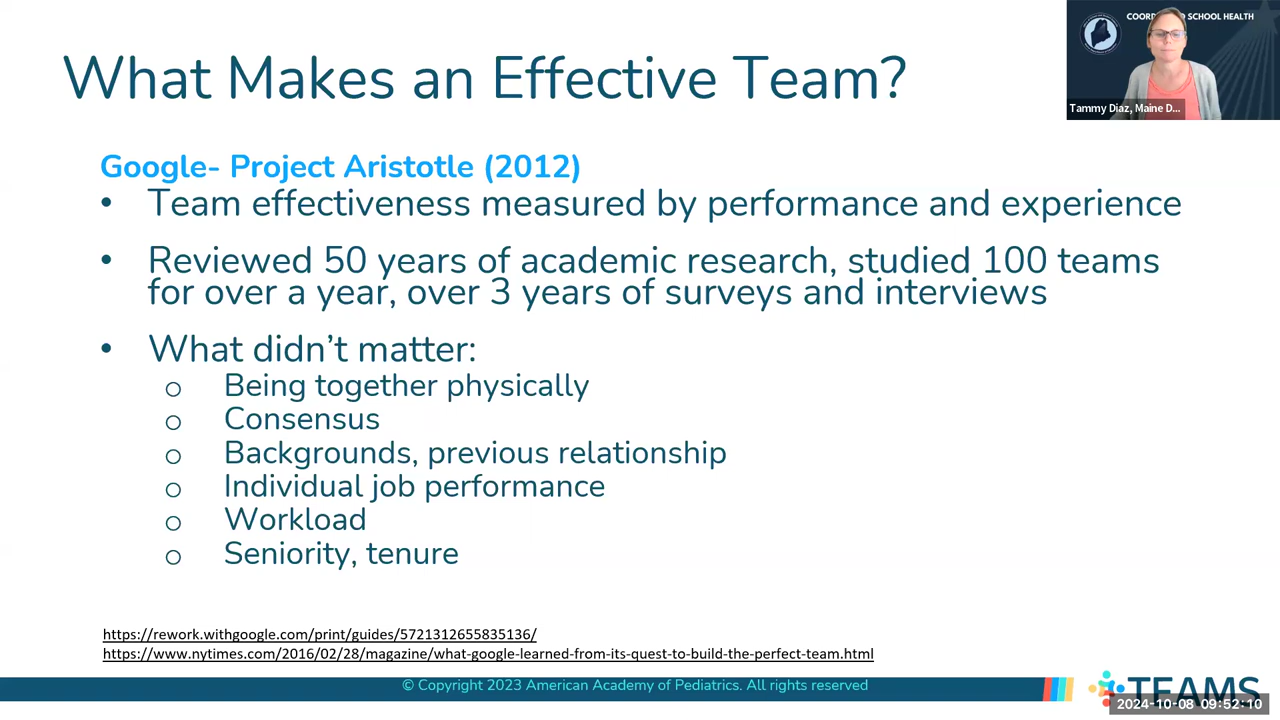 What Makes an Effective Team?
COORD SCHOOL HEALTH
Tammy Diaz, Maine D...
Google- Project Aristotle (2012)
• Team effectiveness measured by performance and experience
• Reviewed 50 years of academic research, studied 100 teams
for over a year, over 3 years of surveys and interviews
• What didn't matter:
o Being together physically
o Consensus
o Backgrounds, previous relationship
o Individual job performance
o Workload
o Seniority, tenure
https://rework.withgoogle.com/print/guides/5721312655835136/
https://www.nytimes.com/2016/02/28/magazine/what-google-learned-from-its-quest-to-build-the-perfect-team.html
© Copyright 2023 American Academy of Pediatrics. All rights reserved
TEAMS
2024-10-08 09:52:10